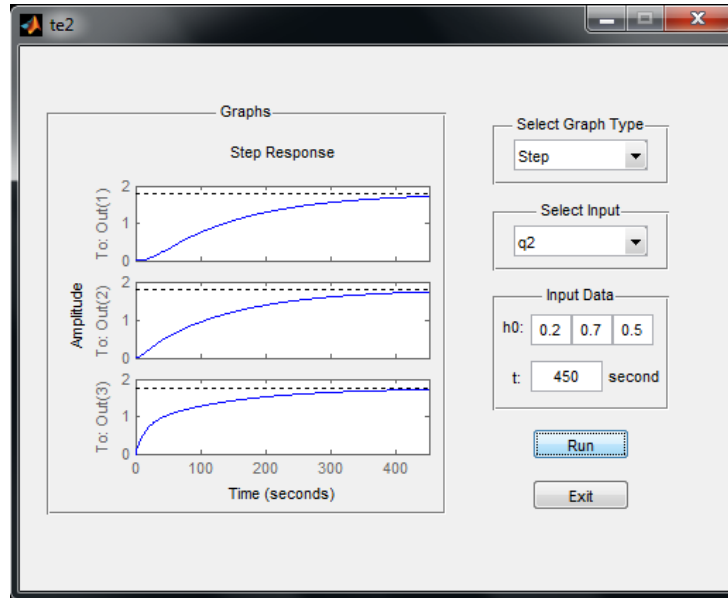 te2
Graphs
Step Response
Amplitude
To: Out(1)
2
1
0
To: Out(2)
2
1
0
To: Out(3)
2
1
0
0 100 200 300 400
Time (seconds)
Select Graph Type
Step
Select Input
q2
Input Data
h0: 0.2 0.7 0.5
t: 450 second
Run
Exit